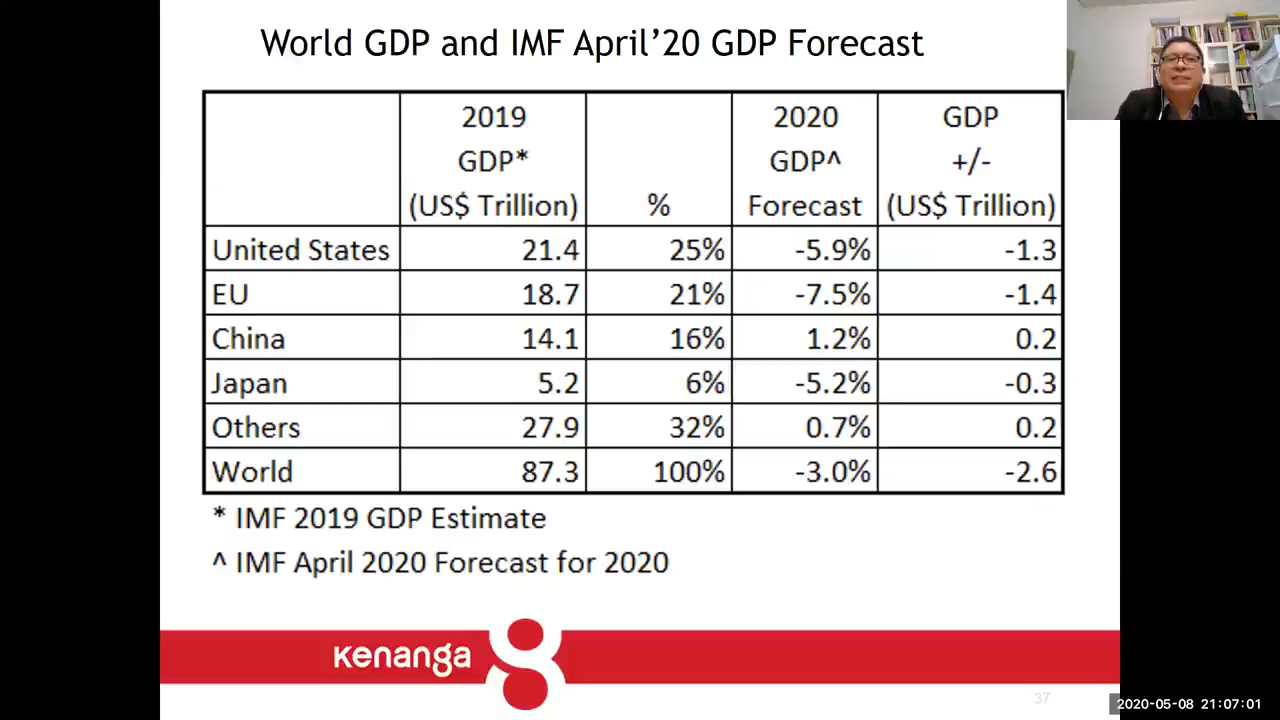 World GDP and IMF April’20 GDP Forecast
2019 GDP* (US$ Trillion) % 2020 GDP^ Forecast GDP +/- (US$ Trillion)
United States 21.4 25% -5.9% -1.3
EU 18.7 21% -7.5% -1.4
China 14.1 16% 1.2% 0.2
Japan 5.2 6% -5.2% -0.3
Others 27.9 32% 0.7% 0.2
World 87.3 100% -3.0% -2.6
* IMF 2019 GDP Estimate
^ IMF April 2020 Forecast for 2020
kenanga
37
2020-05-08 21:07:01